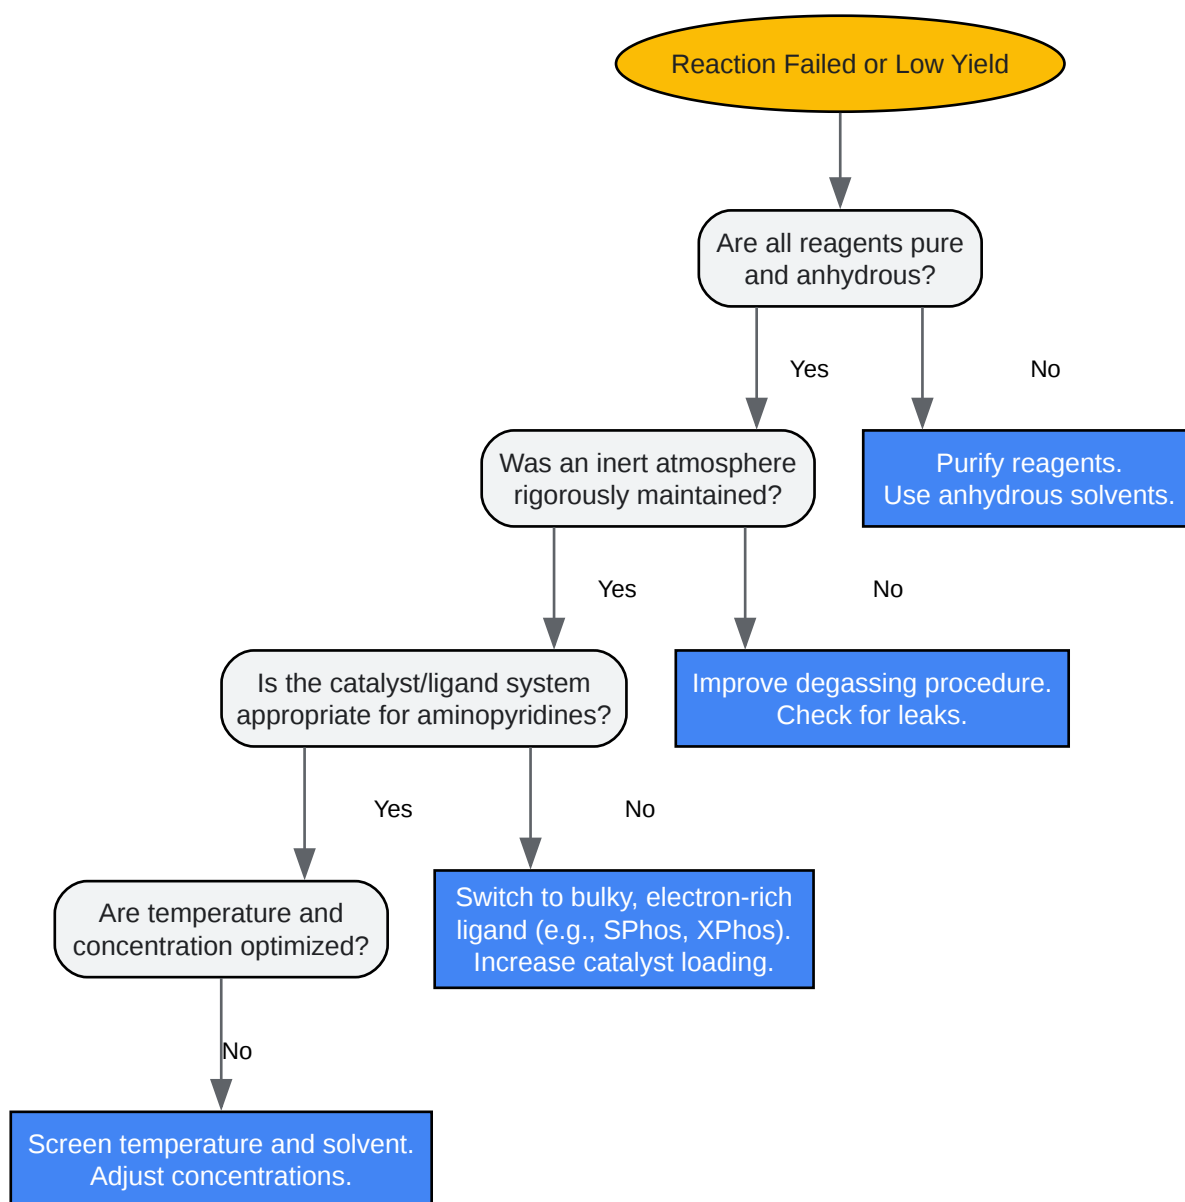 Reaction Failed or Low Yield
Are all reagents pure
and anhydrous?
Yes
No
Was an inert atmosphere
rigorously maintained?
Purify reagents.
Use anhydrous solvents.
Yes
No
Is the catalyst/ligand system
appropriate for aminopyridines?
Improve degassing procedure.
Check for leaks.
Yes
No
Are temperature and
concentration optimized?
Switch to bulky, electron-rich
ligand (e.g., SPhos, XPhos).
Increase catalyst loading.
No
Screen temperature and solvent.
Adjust concentrations.